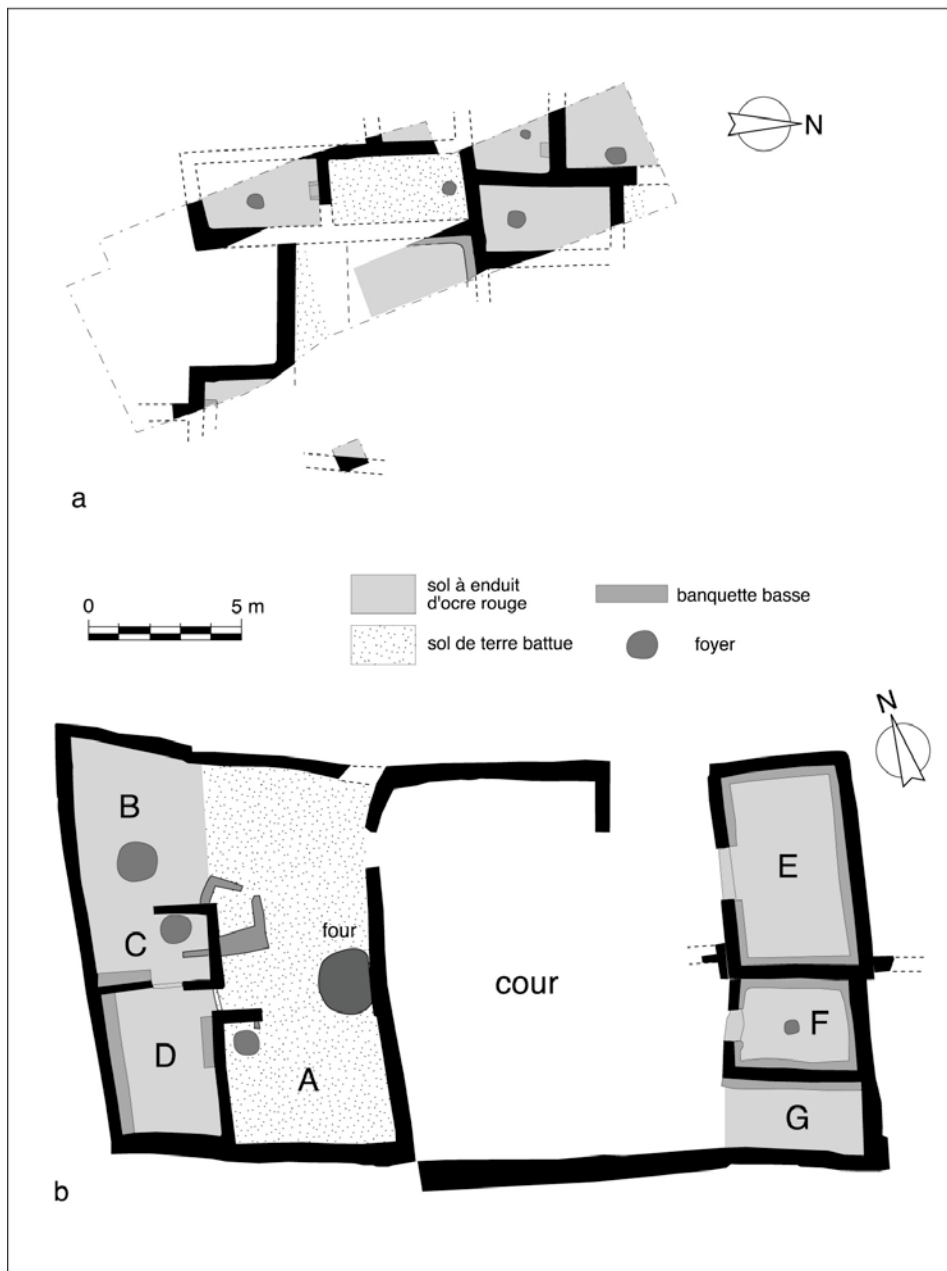 N
a
0 5 m
sol à enduit
d'ocre rouge
banquette basse
sol de terre battue
foyer
N
B
E
four
C
cour
F
D
A
G
b